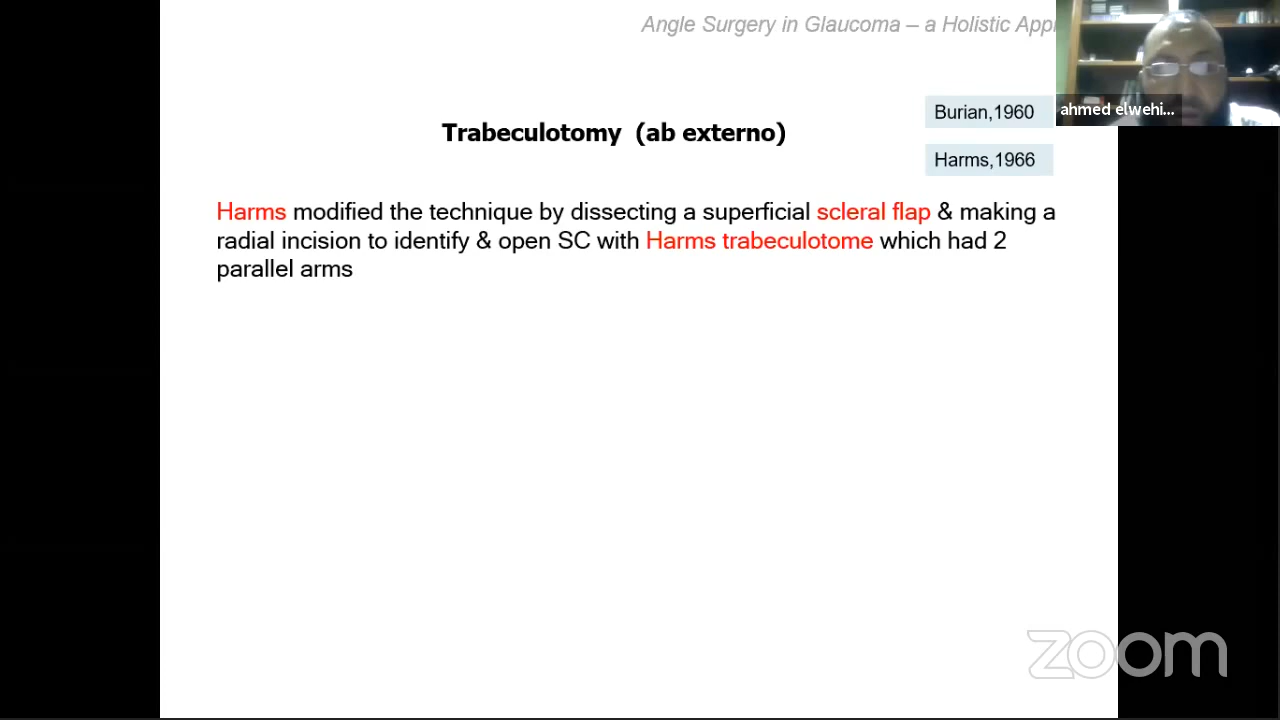 Angle Surgery in Glaucoma – a Holistic App
ahmed elwehi...
Burian,1960
Trabeculotomy (ab externo)
Harms,1966
Harms modified the technique by dissecting a superficial scleral flap & making a
radial incision to identify & open SC with Harms trabeculotome which had 2
parallel arms
zoom